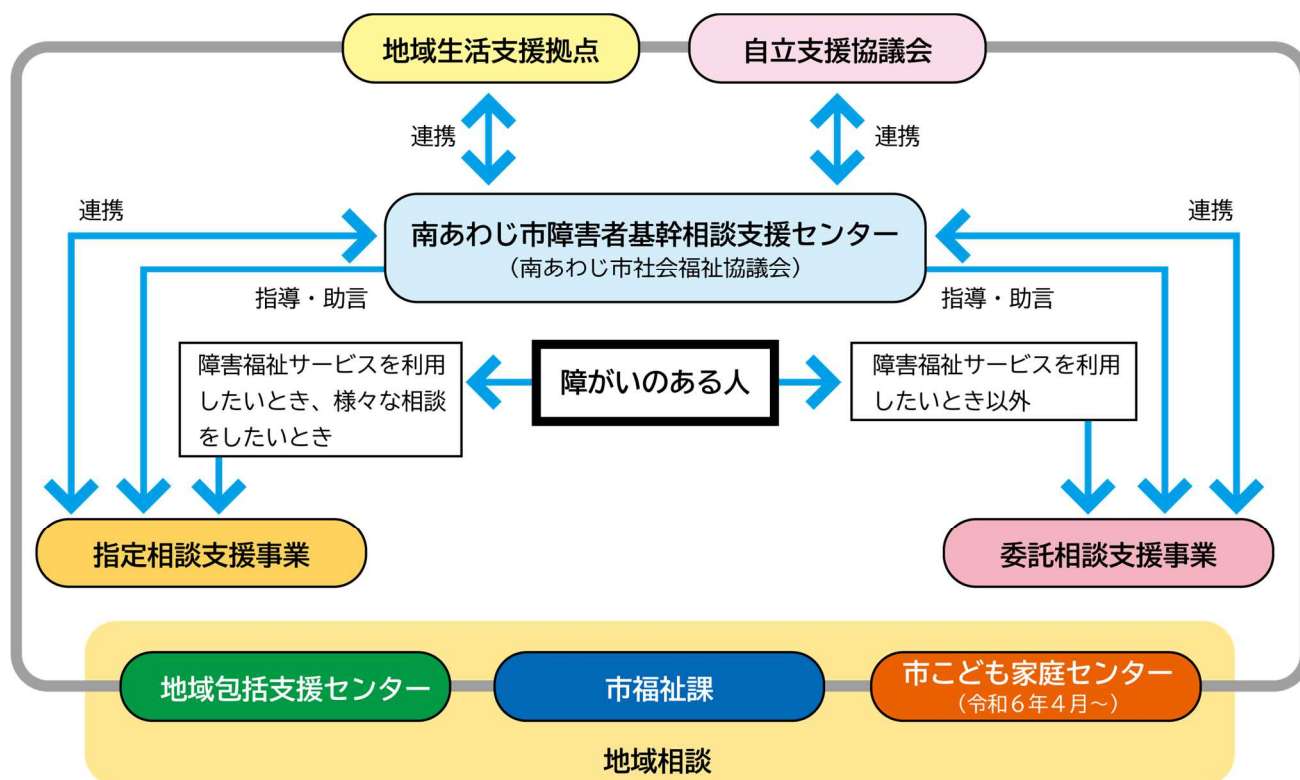 地域生活支援拠点
自立支援協議会
連携
連携
連携
南あわじ市障害者基幹相談支援センター
（南あわじ市社会福祉協議会）
連携
指導・助言
指導・助言
障害福祉サービスを利用
したいとき、様々な相談
をしたいとき
障がいのある人
障害福祉サービスを利用
したいとき以外
指定相談支援事業
委託相談支援事業
地域包括支援センター
市福祉課
市こども家庭センター
（令和６年４月～）
地域相談